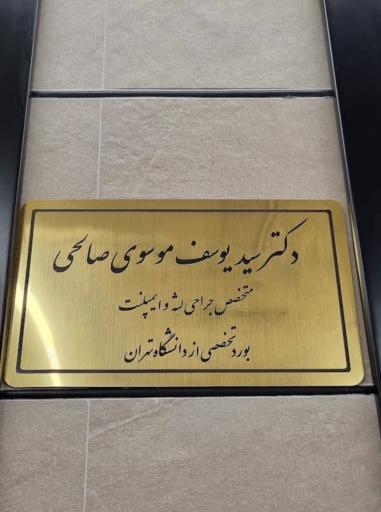 دکتر سید یوسف موسوی صالحی
متخصص جراحی لثه و ایمپلنت
بورد تخصصی از دانشگاه تهران